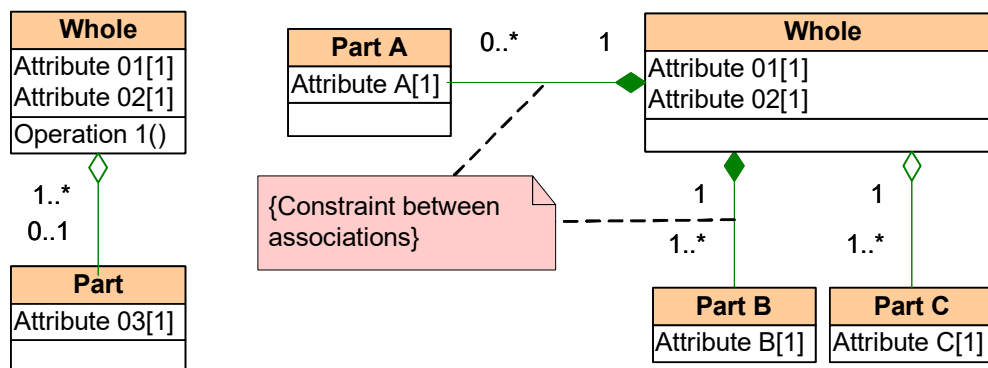 Whole
Attribute 01[1]
Attribute 02[1]
Operation 1()
1..*
0..1
Part
Attribute 03[1]
Part A
Attribute A[1]
0..*
1
Whole
Attribute 01[1]
Attribute 02[1]
{Constraint between
associations}
1
1..*
1
1..*
Part B
Attribute B[1]
Part C
Attribute C[1]